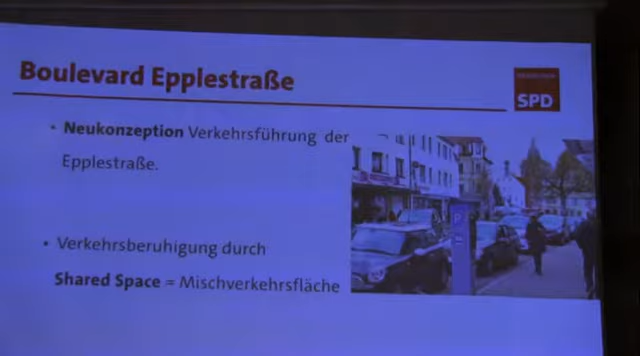 Boulevard Epplestraße
SPD
• Neukonzeption Verkehrsführung der
Epplestraße.
• Verkehrsberuhigung durch
Shared Space = Mischverkehrsfläche